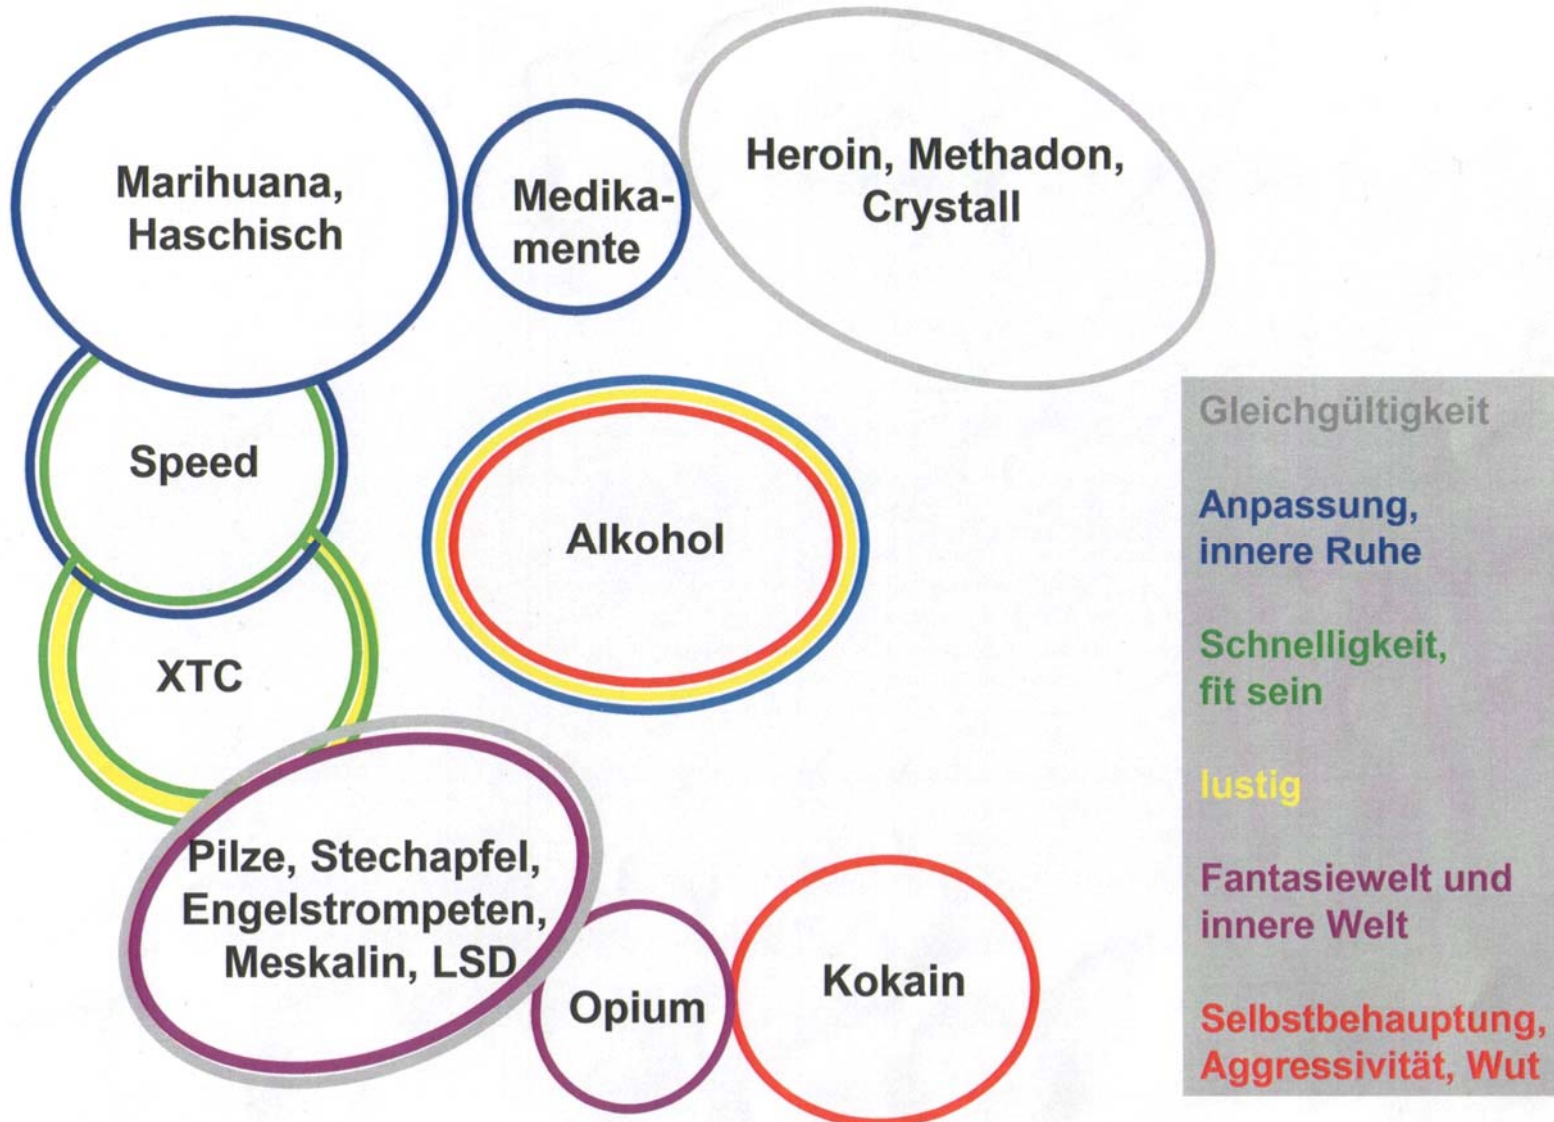 Marihuana,
Haschisch
Medika-
mente
Heroin, Methadon,
Crystall
Speed
Alkohol
XTC
Pilze, Stechapfel,
Engelstrompeten,
Meskalin, LSD
Opium
Kokain
Gleichgültigkeit
Anpassung,
innere Ruhe
Schnelligkeit,
fit sein
lustig
Fantasiewelt und
innere Welt
Selbstbehauptung,
Aggressivität, Wut